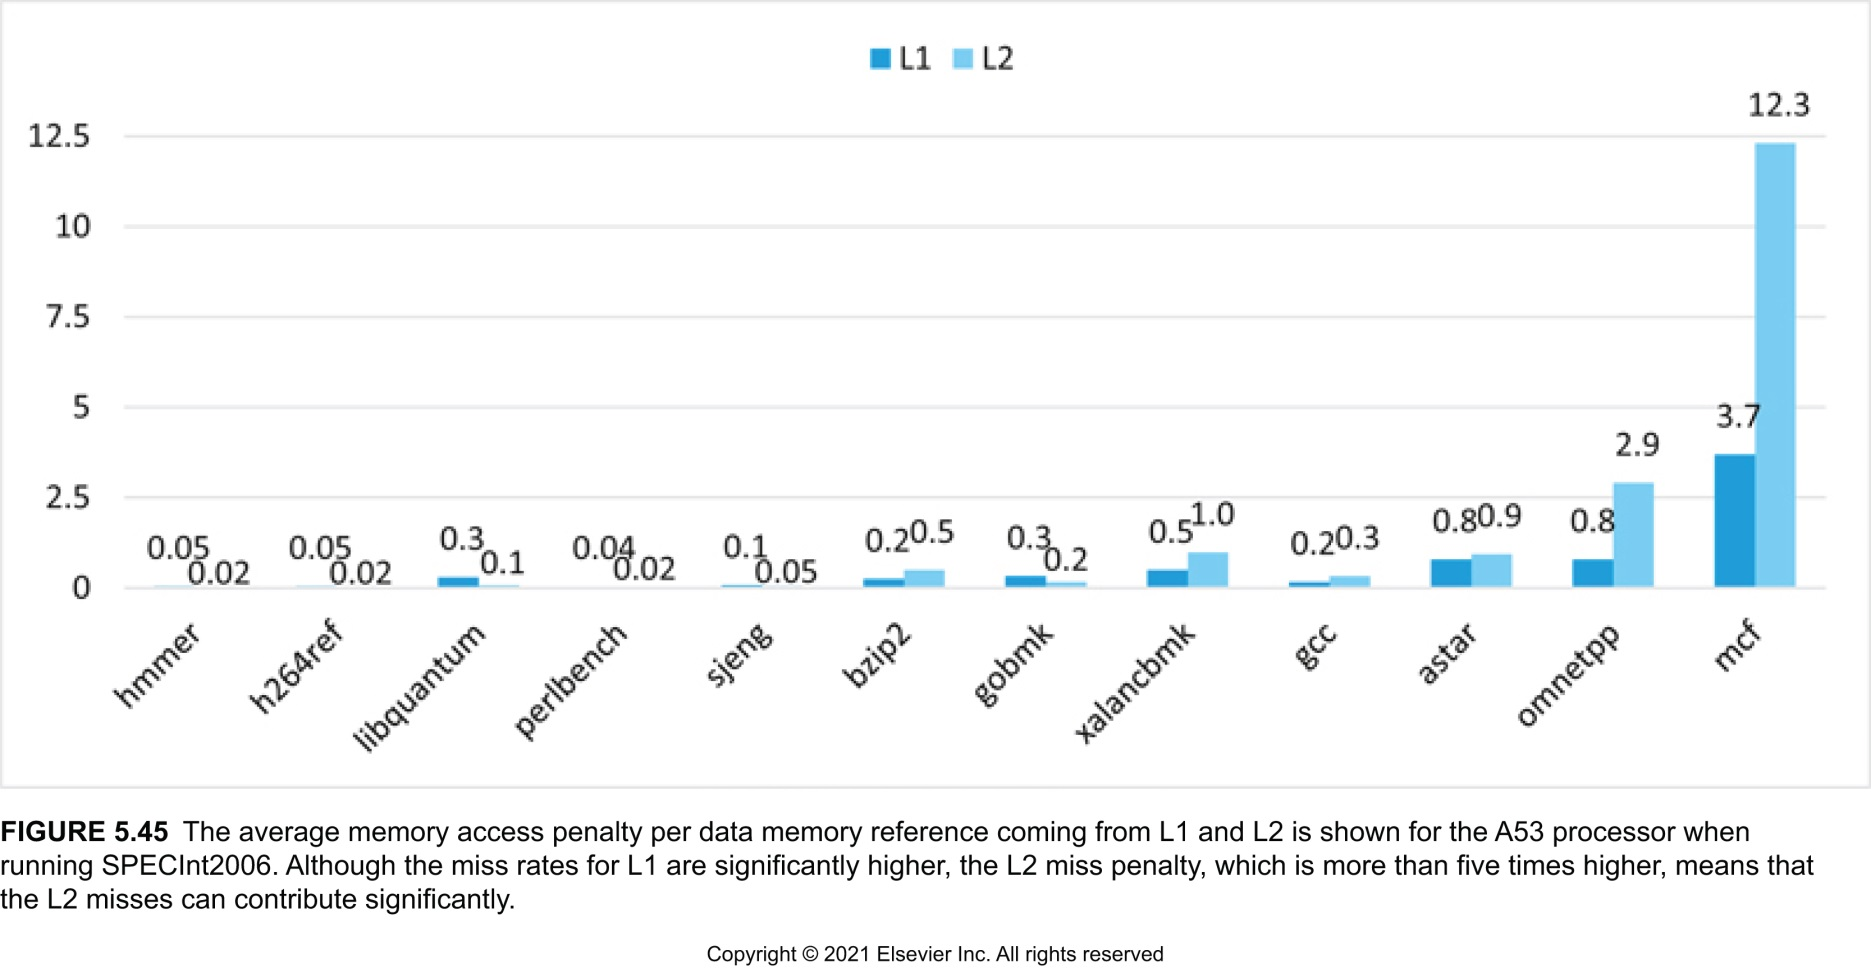 L1 L2
12.5
10
7.5
5
2.5
0
0.05 0.02
0.05 0.02
0.3 0.1
0.04 0.02
0.1 0.05
0.2 0.5
0.3 0.2
0.5 1.0
0.2 0.3
0.8 0.9
0.8 2.9
3.7 12.3
hmmer
h264ref
libquantum
perlbench
sjeng
bzip2
gobmk
xalancbmk
gcc
astar
omnetpp
mcf
FIGURE 5.45 The average memory access penalty per data memory reference coming from L1 and L2 is shown for the A53 processor when
running SPECInt2006. Although the miss rates for L1 are significantly higher, the L2 miss penalty, which is more than five times higher, means that
the L2 misses can contribute significantly.
Copyright © 2021 Elsevier Inc. All rights reserved